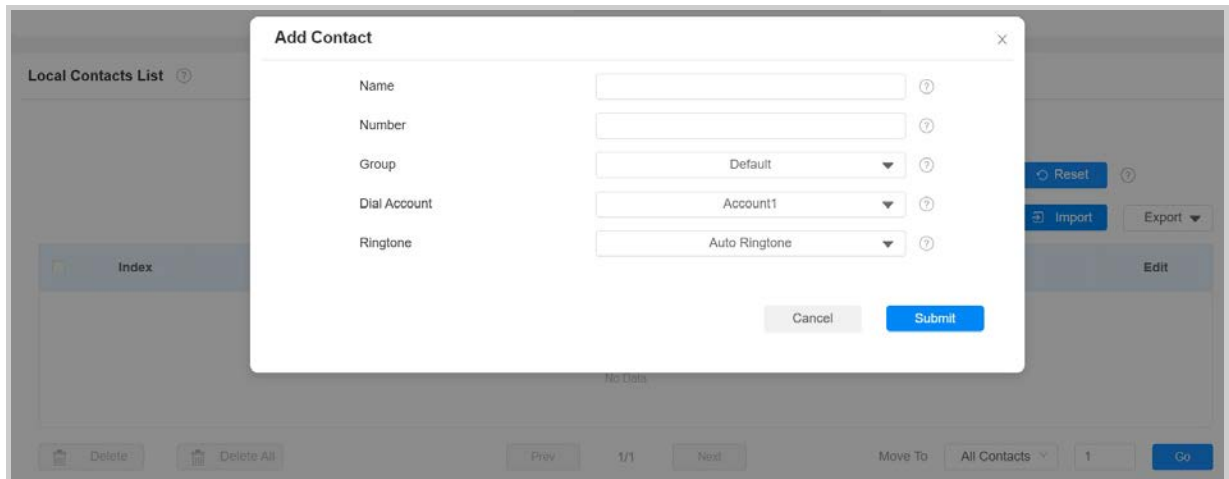 Add Contact
Local Contacts List
Name
Number
Group Default
Dial Account Account1
Ringtone Auto Ringtone
Cancel Submit
Reset
Import Export
Index Edit
No Data
Delete Delete All Prev 1/1 Next Move To All Contacts 1 Go